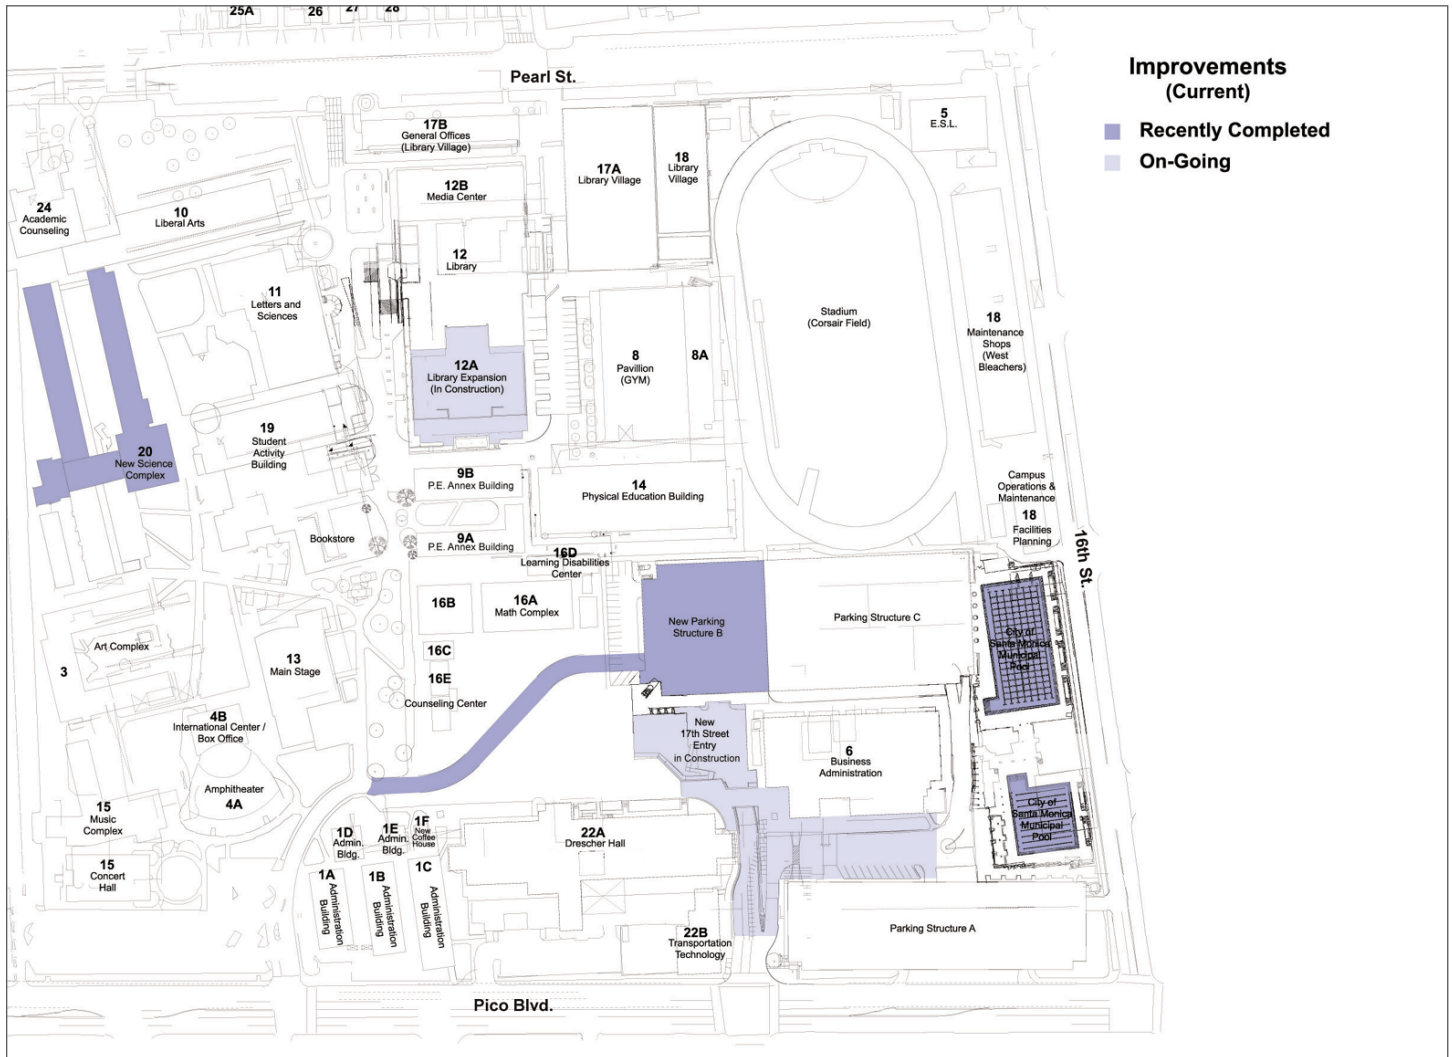 25A
26
27
28
Pearl St.
Improvements
(Current)
Recently Completed
On-Going
17B
General Offices
(Library Village)
5
E.S.L.
17A
Library Village
18
Library
Village
12B
Media Center
24
Academic
Counseling
10
Liberal Arts
12
Library
11
Letters and
Sciences
Stadium
(Corsair Field)
18
Maintenance
Shops
(West
Bleachers)
8
Pavillion
(GYM)
8A
12A
Library Expansion
(In Construction)
19
Student
Activity
Building
20
New Science
Complex
9B
P.E. Annex Building
14
Physical Education Building
Campus
Operations &
Maintenance
18
Facilities
Planning
16th St.
Bookstore
9A
P.E. Annex Building
16D
Learning Disabilities
Center
16B
16A
Math Complex
New Parking
Structure B
Parking Structure C
City of
Santa Monica
Municipal
Pool
Art Complex
3
13
Main Stage
16C
16E
Counseling Center
4B
International Center /
Box Office
New
17th Street
Entry
in Construction
6
Business
Administration
Amphitheater
4A
15
Music
Complex
City of
Santa Monica
Municipal
Pool
1D
Admin.
Bldg.
1E
Admin.
Bldg.
1F
New
Coffee
House
22A
Drescher Hall
15
Concert
Hall
1A
Administration
Building
1B
Administration
Building
1C
Administration
Building
22B
Transportation
Technology
Parking Structure A
Pico Blvd.